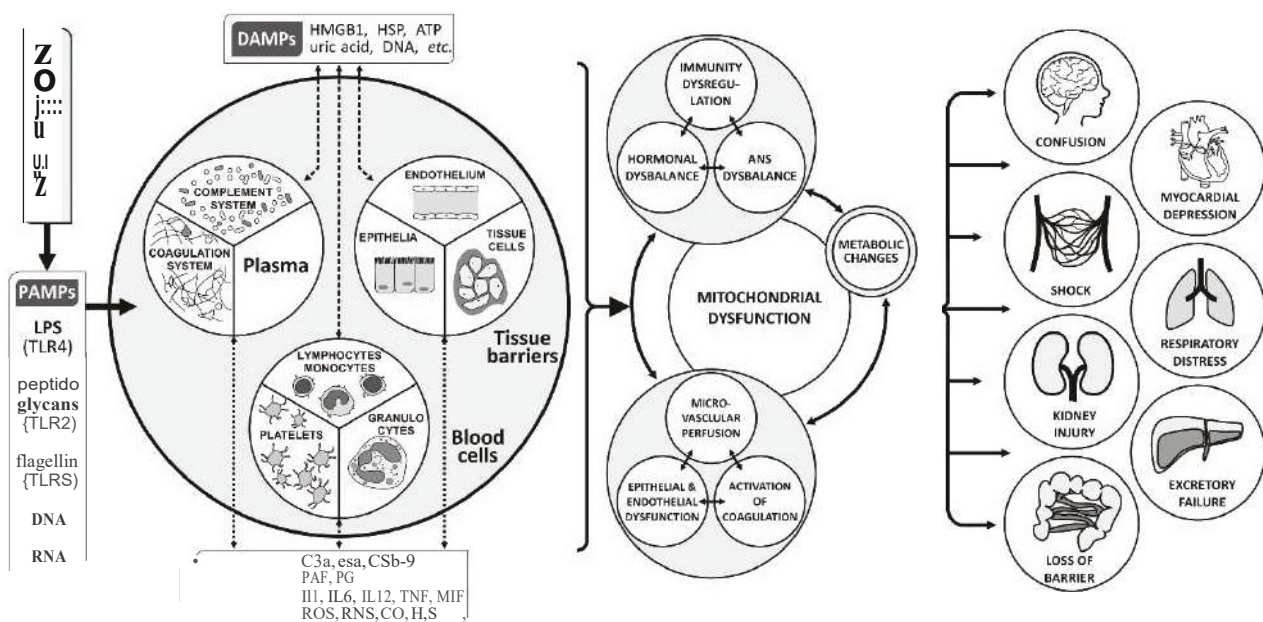 Z
O
j::::
u
U.I
Z
PAMPs
LPS
(TLR4)
peptido
glycans
{TLR2)
flagellin
{TLRS)
DNA
RNA
DAMPs
HMGB1, HSP, ATP
uric acid, DNA, etc.
COMPLEMENT
SYSTEM
COAGULATION
SYSTEM
Plasma
ENDOTHELIUM
EPITHELIA
TISSUE
CELLS
Tissue
barriers
LYMPHOCYTES
MONOCYTES
PLATELETS
GRANULO
CYTES
Blood
cells
C3a, esa, CSb-9
PAF, PG
Il1, IL6, IL12, TNF, MIF
ROS, RNS, CO, H,S ,
IMMUNITY
DYSREGU-
LATION
HORMONAL
DYSBALANCE
ANS
DYSBALANCE
METABOLIC
CHANGES
MITOCHONDRIAL
DYSFUNCTION
MICRO-
VASCULAR
PERFUSION
EPITHELIAL &
ENDOTHELIAL
DYSFUNCTION
ACTIVATION
OF
COAGULATION
CONFUSION
MYOCARDIAL
DEPRESSION
SHOCK
RESPIRATORY
DISTRESS
KIDNEY
INJURY
EXCRETORY
FAILURE
LOSS OF
BARRIER